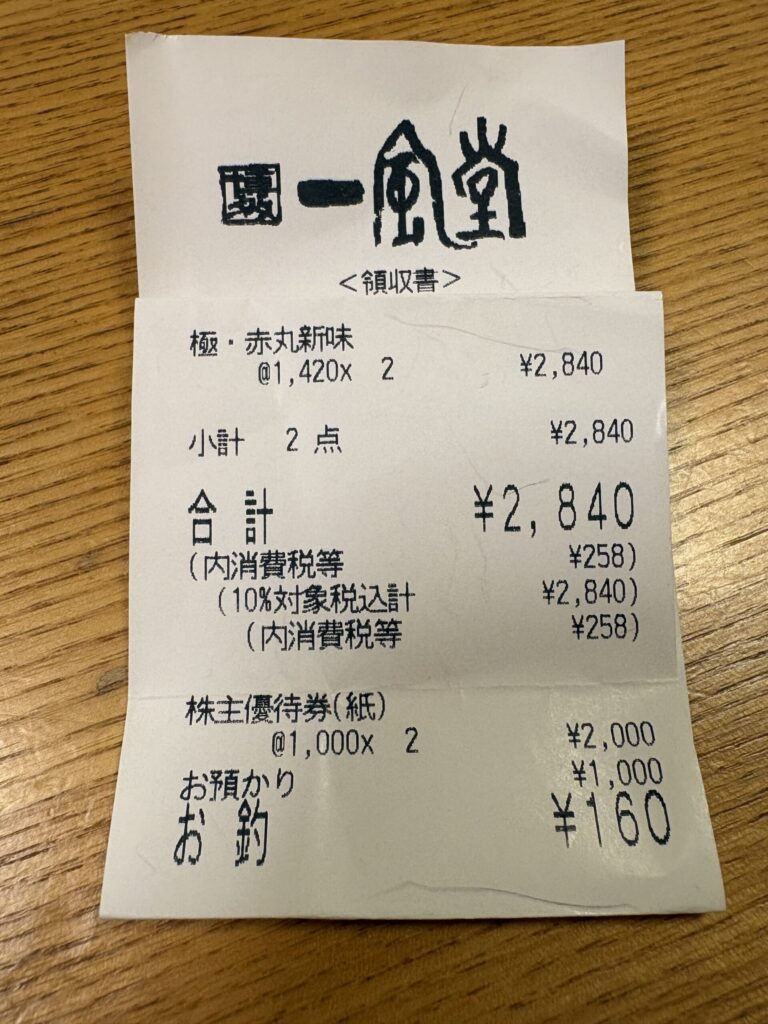 一風堂
<領収書>
極・赤丸新味
@1,420x 2 ¥2,840
小計 2 点 ¥2,840
合 計 ¥2,840
(内消費税等 ¥258)
(10%対象税込計 ¥2,840)
(内消費税等 ¥258)
株主優待券(紙)
@1,000x 2 ¥2,000
お預かり ¥1,000
お 釣 ¥160